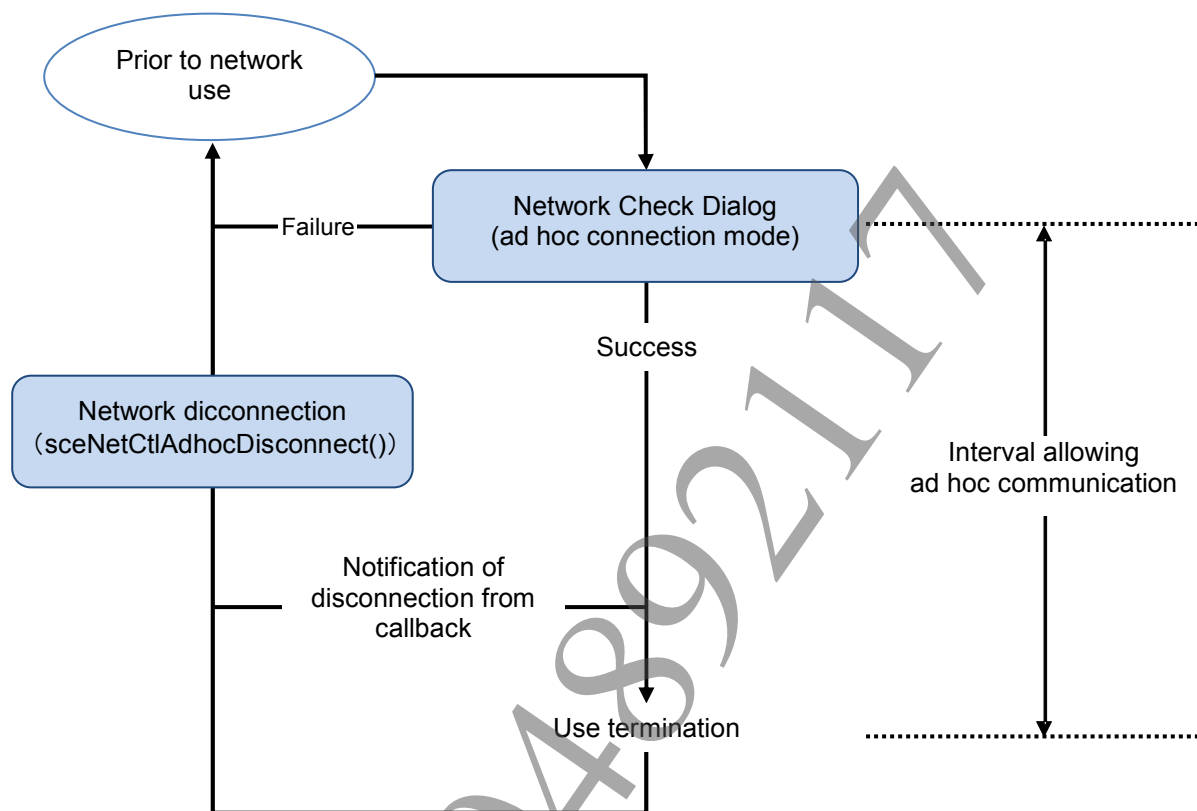 Prior to network
use
Network Check Dialog
(ad hoc connection mode)
Failure
Success
Network dicconnection
（sceNetCtlAdhocDisconnect()）
Interval allowing
ad hoc communication
Notification of
disconnection from
callback
Use termination